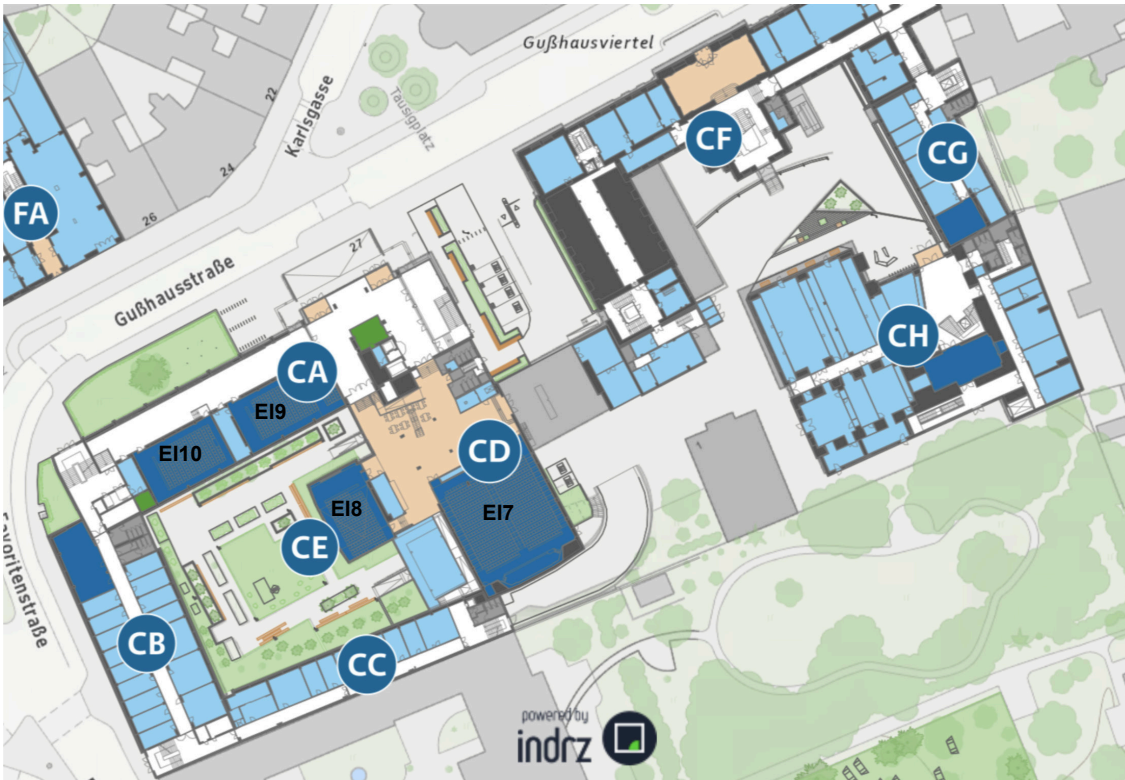 Gußhausviertel
22
Karlsgasse
Tausigplatz
CF
CG
24
FA
26
27
Gußhausstraße
CH
CA
EI9
EI10
CD
1
EI8
EI7
CE
Favoritenstraße
CB
CC
powered by
indrz